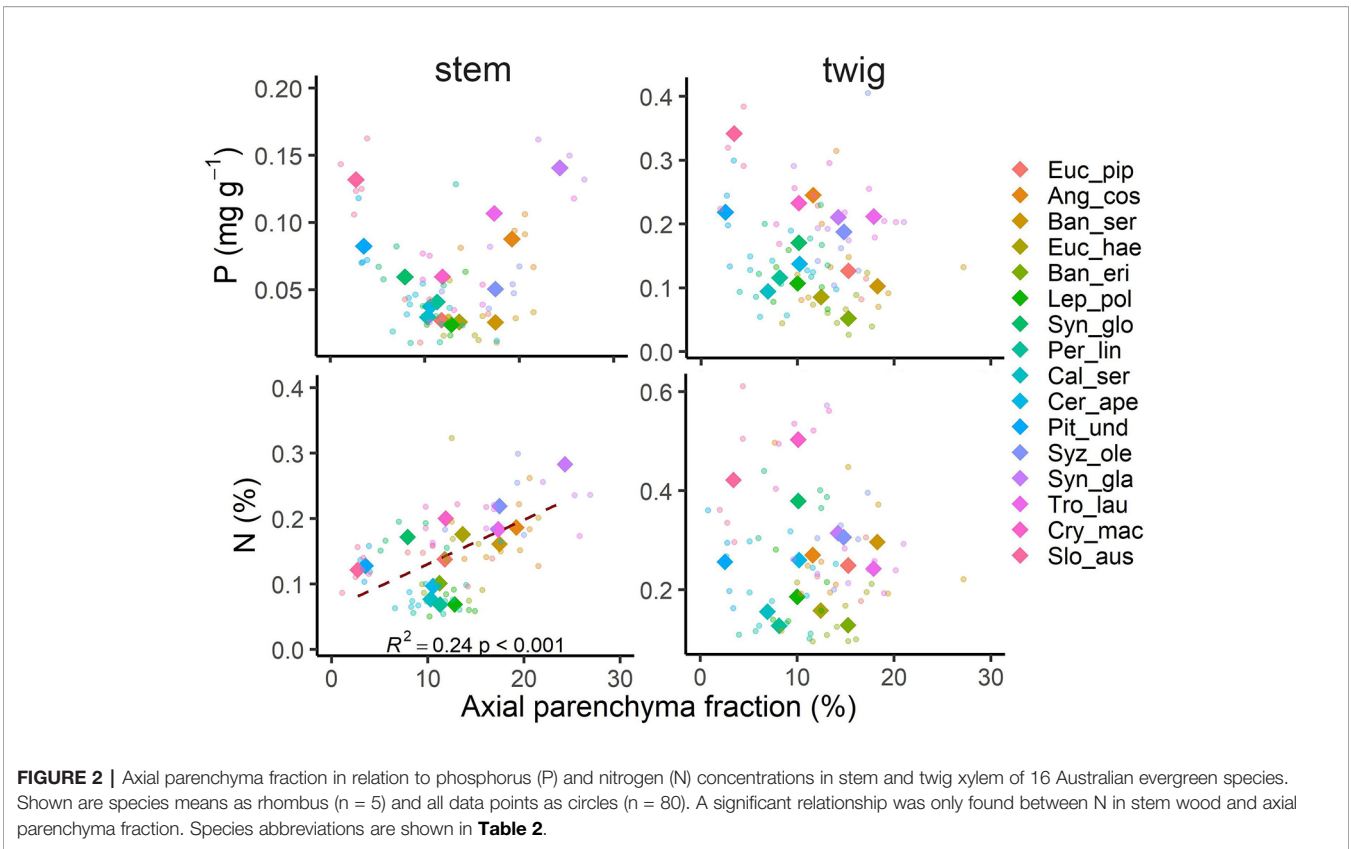 stem
twig
0.20
0.15
0.10
0.05
P (mg g⁻¹)
0.4
0.3
0.2
0.1
0.0
0.4
0.3
0.2
0.1
0.0
N (%)
R² = 0.24 p < 0.001
0.6
0.4
0.2
0 10 20 30
0 10 20 30
Axial parenchyma fraction (%)
Euc_pip
Ang_cos
Ban_ser
Euc_hae
Ban_eri
Lep_pol
Syn_glo
Per_lin
Cal_ser
Cer_ape
Pit_und
Syz_ole
Syn_gla
Tro_lau
Cry_mac
Slo_aus
FIGURE 2 | Axial parenchyma fraction in relation to phosphorus (P) and nitrogen (N) concentrations in stem and twig xylem of 16 Australian evergreen species.
Shown are species means as rhombus (n = 5) and all data points as circles (n = 80). A significant relationship was only found between N in stem wood and axial
parenchyma fraction. Species abbreviations are shown in Table 2.